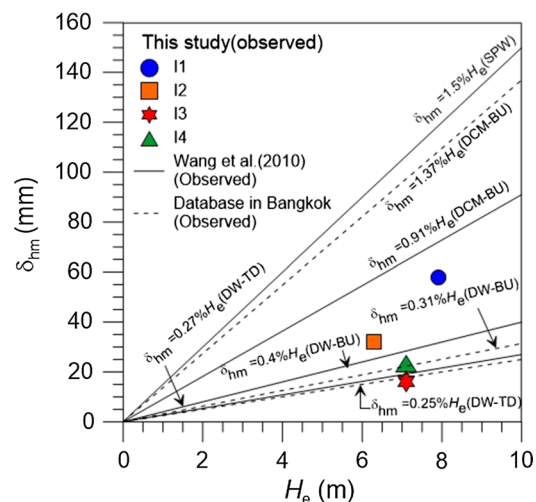 This study(observed)
I1
I2
I3
I4
Wang et al.(2010)
(Observed)
Database in Bangkok
(Observed)
δhm =1.5%He(SPW)
δhm =1.37%He(DCM-BU)
δhm =0.91%He(DCM-BU)
δhm =0.27%He(DW-TD)
δhm =0.31%He(DW-BU)
δhm =0.4%He(DW-BU)
δhm =0.25%He(DW-TD)
δhm (mm)
160
140
120
100
80
60
40
20
0
0 2 4 6 8 10
He (m)